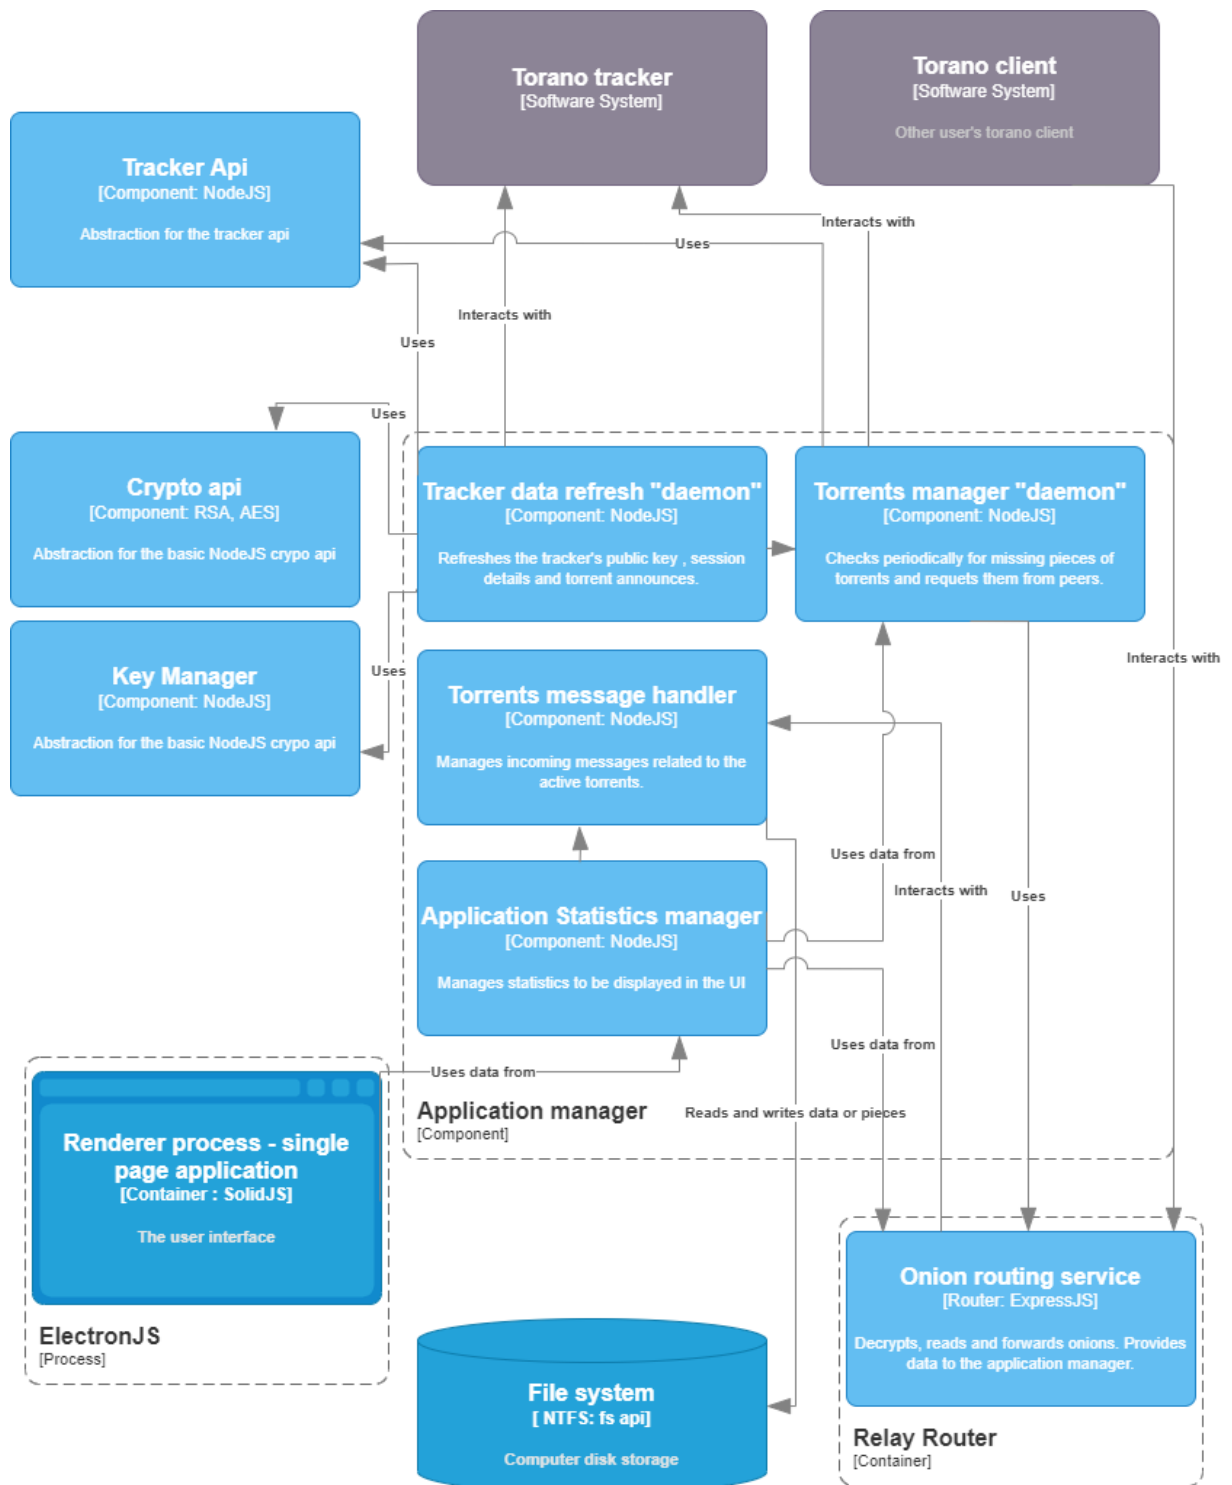 Torano tracker
[Software System]
Torano client
[Software System]
Other user's torano client
Tracker Api
[Component: NodeJS]
Abstraction for the tracker api
Interacts with
Uses
Interacts with
Uses
Uses
Crypto api
[Component: RSA, AES]
Abstraction for the basic NodeJS crypo api
Tracker data refresh "daemon"
[Component: NodeJS]
Refreshes the tracker's public key , session
details and torrent announces.
Torrents manager "daemon"
[Component: NodeJS]
Checks periodically for missing pieces of
torrents and requets them from peers.
Key Manager
[Component: NodeJS]
Abstraction for the basic NodeJS crypo api
Uses
Interacts with
Torrents message handler
[Component: NodeJS]
Manages incoming messages related to the
active torrents.
Uses data from
Interacts with
Uses
Application Statistics manager
[Component: NodeJS]
Manages statistics to be displayed in the UI
Uses data from
Uses data from
Application manager
[Component]
Reads and writes data or pieces
Renderer process - single
page application
[Container : SolidJS]
The user interface
ElectronJS
[Process]
Onion routing service
[Router: ExpressJS]
Decrypts, reads and forwards onions. Provides
data to the application manager.
File system
[ NTFS: fs api]
Computer disk storage
Relay Router
[Container]